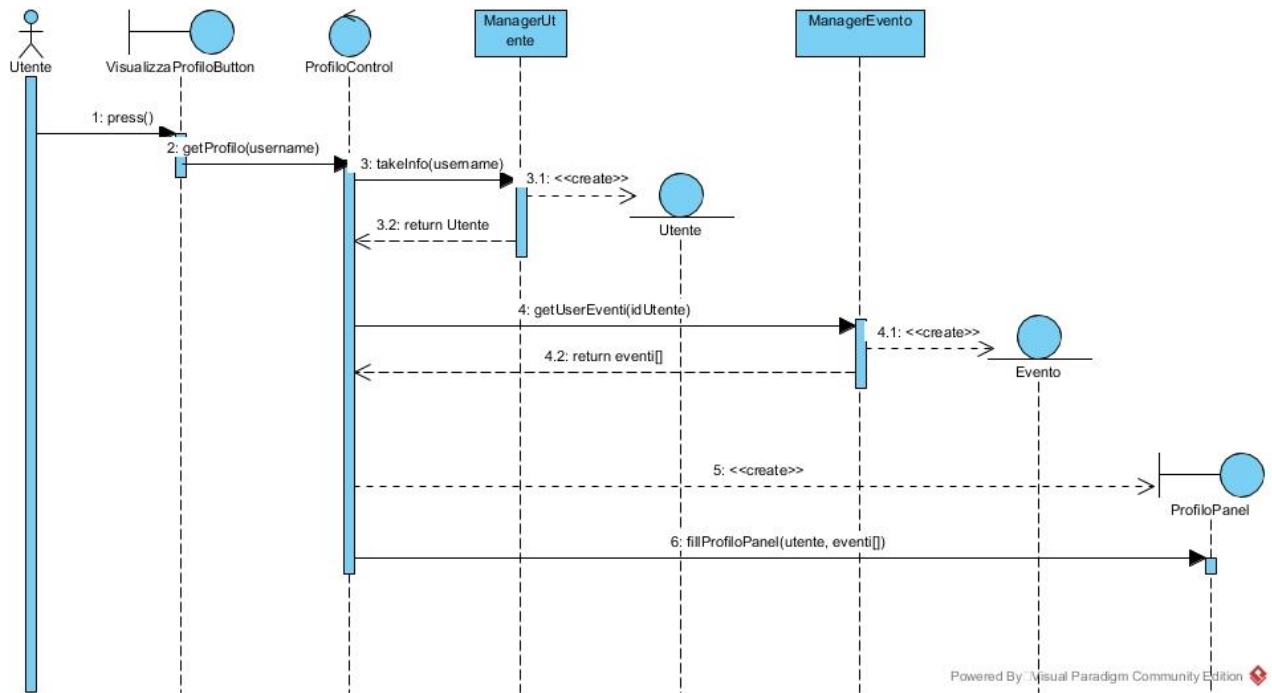 ManagerUt
ente
ManagerEvento
Utente
VisualizzaProfiloButton
ProfiloControl
1: press()
2: getProfilo(username)
3: takeInfo(username)
3.1: <<create>>
3.2: return Utente
Utente
4: getUserEventi(idUtente)
4.1: <<create>>
4.2: return eventi[]
Evento
5: <<create>>
ProfiloPanel
6: fillProfiloPanel(utente, eventi[])
Powered By Visual Paradigm Community Edition